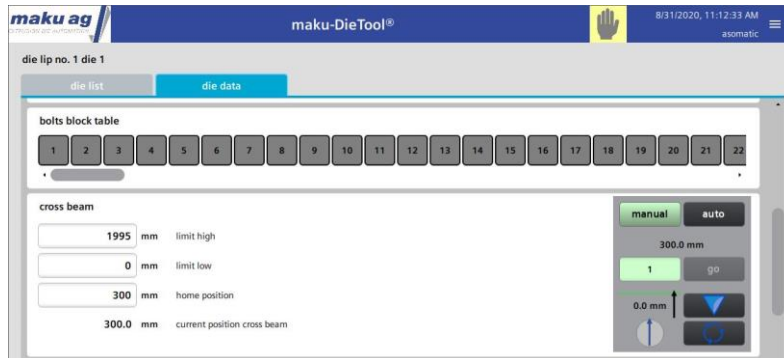 maku ag
maku-DieTool®
8/31/2020, 11:12:33 AM
asomatic
die lip no. 1 die 1
die list
die data
bolts block table
1 2 3 4 5 6 7 8 9 10 11 12 13 14 15 16 17 18 19 20 21 22
cross beam
1995 mm limit high
0 mm limit low
300 mm home position
300.0 mm current position cross beam
manual auto
300.0 mm
1 go
0.0 mm